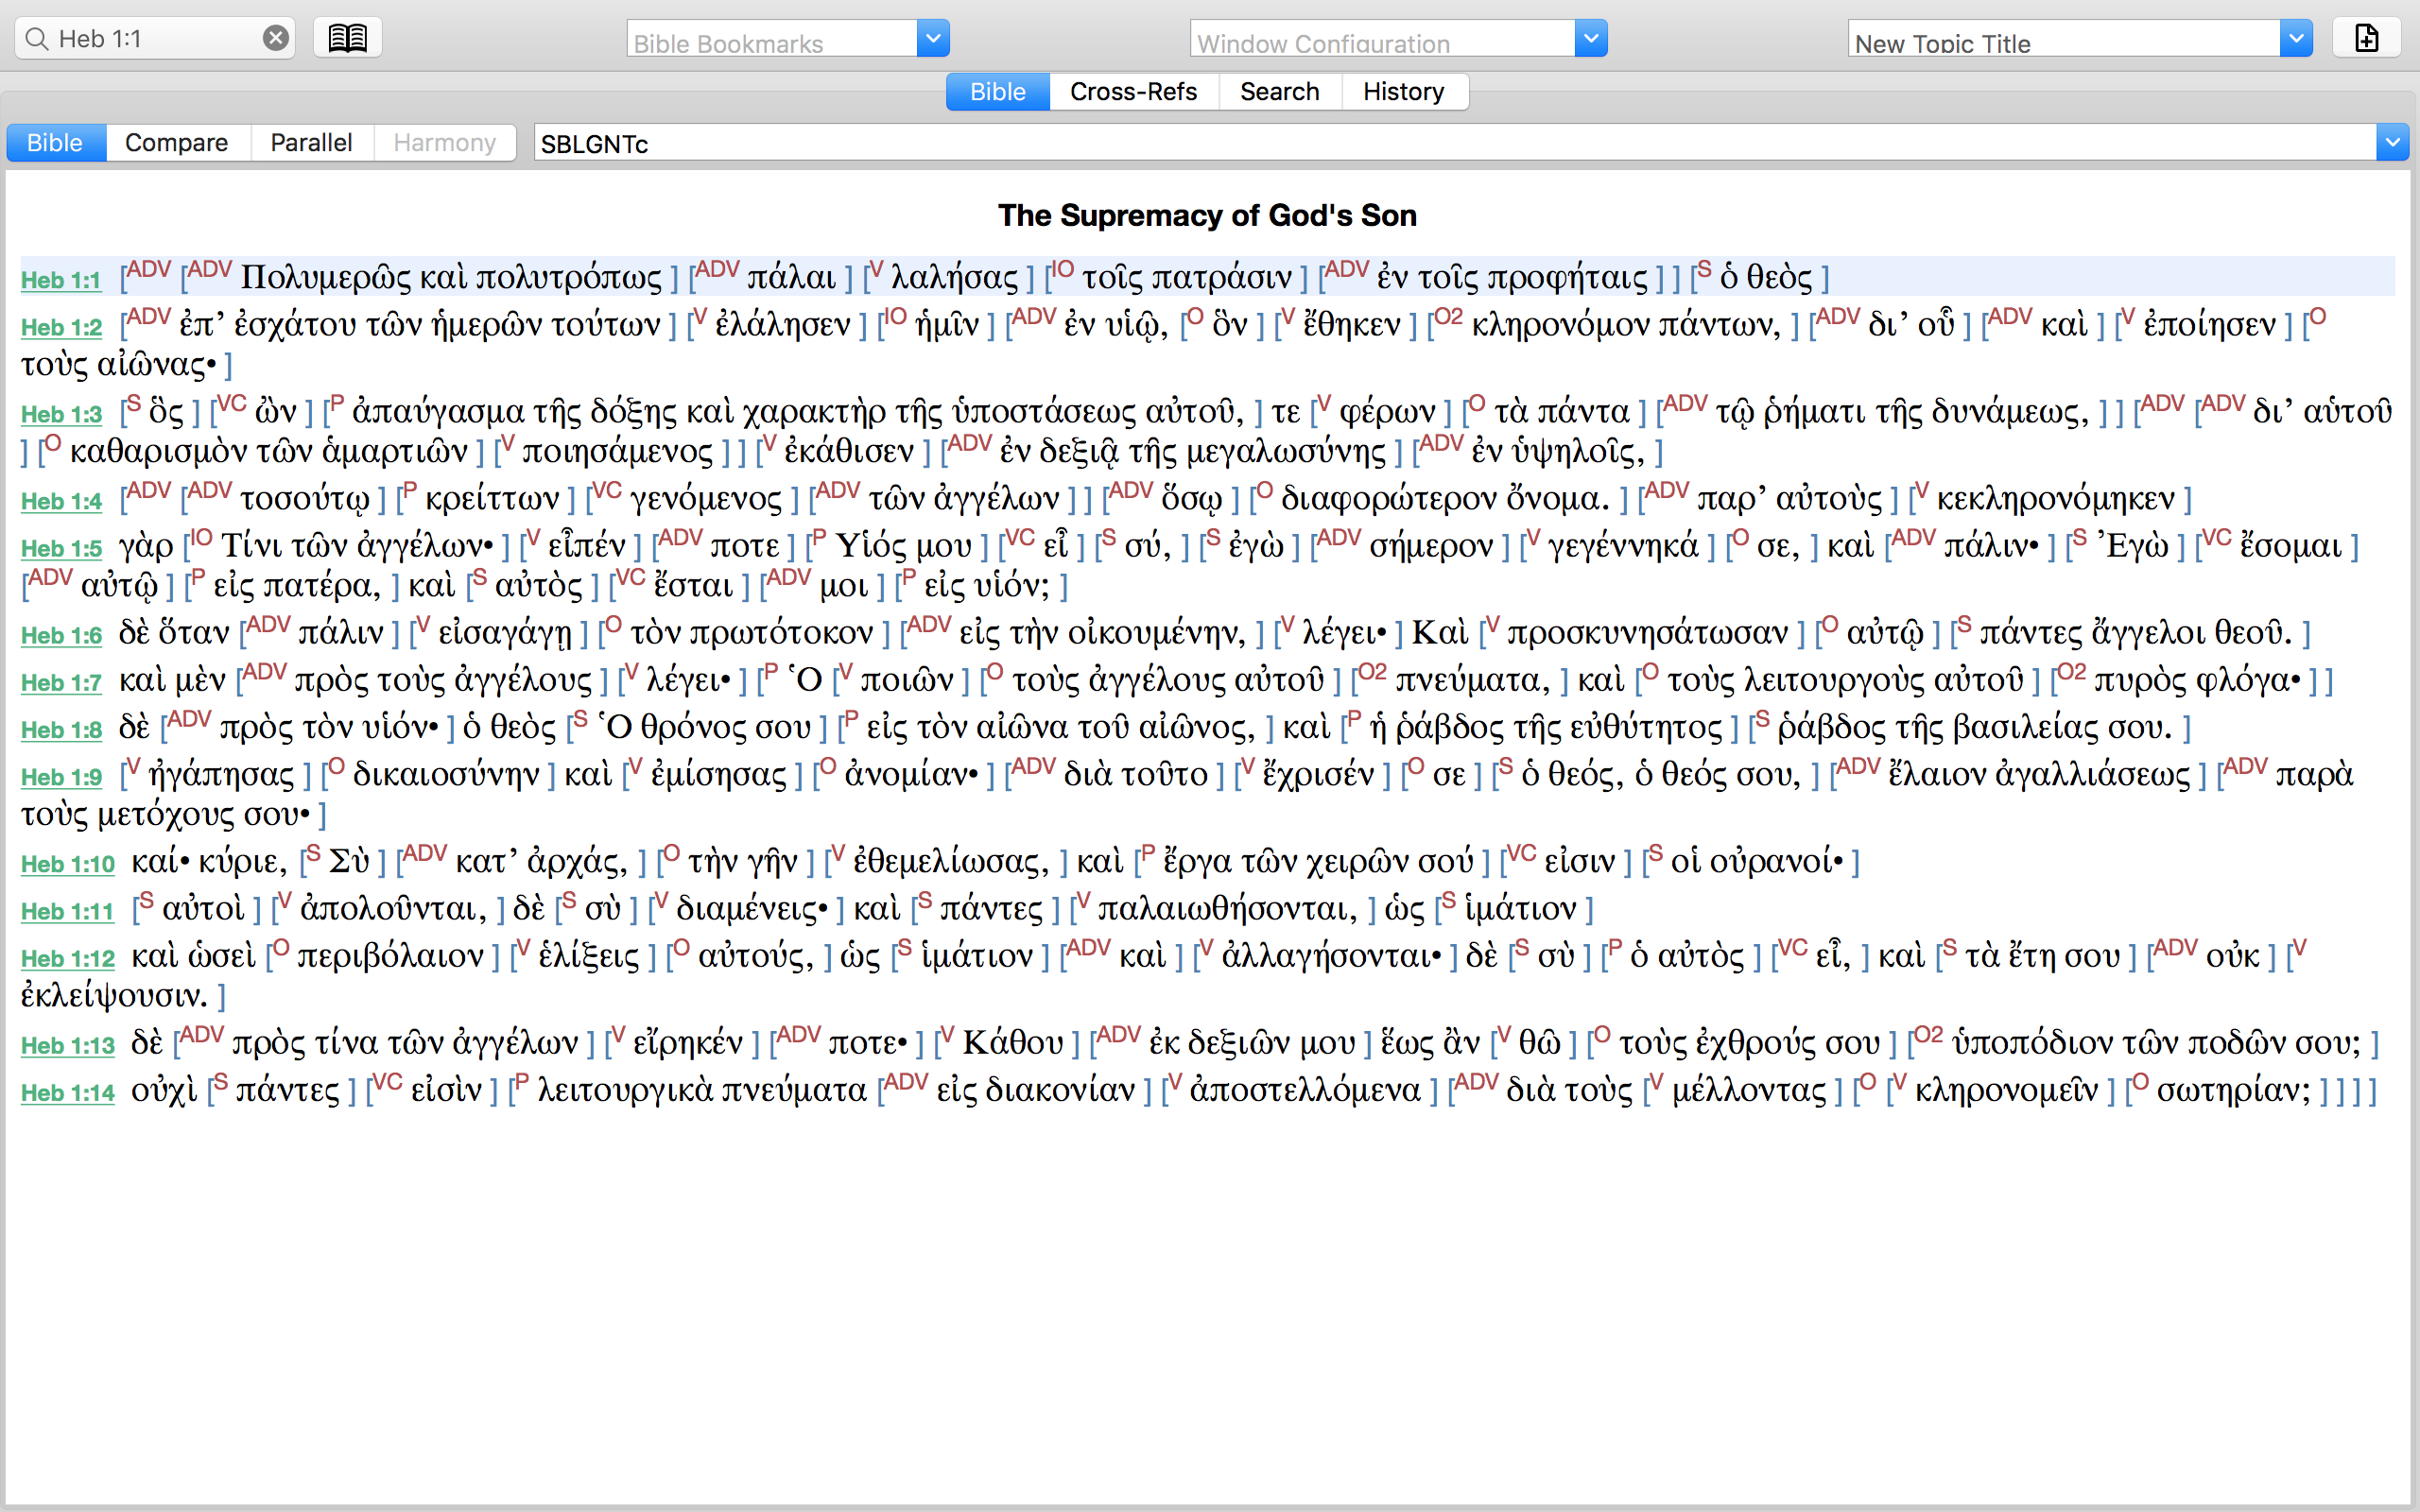 Heb 1:1
Bible Bookmarks
Window Configuration
New Topic Title
Bible Cross-Refs Search History
Bible Compare Parallel Harmony SBLGNTc
The Supremacy of God's Son
Heb 1:1 [ADV [ADV Πολυμερῶς καὶ πολυτρόπως ] [ADV πάλαι ] [V λαλήσας ] [IO τοῖς πατράσιν ] [ADV ἐν τοῖς προφήταις ] ] [S ὁ θεὸς ]
Heb 1:2 [ADV ἐπ’ ἐσχάτου τῶν ἡμερῶν τούτων ] [V ἐλάλησεν ] [IO ἡμῖν ] [ADV ἐν υἱῷ, [O ὃν ] [V ἔθηκεν ] [O2 κληρονόμον πάντων, ] [ADV δι’ οὗ ] [ADV καὶ ] [V ἐποίησεν ] [O
τοὺς αἰῶνας• ]
Heb 1:3 [S ὃς ] [VC ὢν ] [P ἀπαύγασμα τῆς δόξης καὶ χαρακτὴρ τῆς ὑποστάσεως αὐτοῦ, ] τε [V φέρων ] [O τὰ πάντα ] [ADV τῷ ῥήματι τῆς δυνάμεως, ] ] [ADV [ADV δι’ αὑτοῦ
] [O καθαρισμὸν τῶν ἁμαρτιῶν ] [V ποιησάμενος ] ] [V ἐκάθισεν ] [ADV ἐν δεξιᾷ τῆς μεγαλωσύνης ] [ADV ἐν ὑψηλοῖς, ]
Heb 1:4 [ADV [ADV τοσούτῳ ] [P κρείττων ] [VC γενόμενος ] [ADV τῶν ἀγγέλων ] ] [ADV ὅσῳ ] [O διαφορώτερον ὄνομα. ] [ADV παρ’ αὐτοὺς ] [V κεκληρονόμηκεν ]
Heb 1:5 γὰρ [IO Τίνι τῶν ἀγγέλων• ] [V εἶπέν ] [ADV ποτε ] [P Υἱός μου ] [VC εἶ ] [S σύ, ] [S ἐγὼ ] [ADV σήμερον ] [V γεγέννηκά ] [O σε, ] καὶ [ADV πάλιν• ] [S Ἐγὼ ] [VC ἔσομαι ]
[ADV αὐτῷ ] [P εἰς πατέρα, ] καὶ [S αὐτὸς ] [VC ἔσται ] [ADV μοι ] [P εἰς υἱόν; ]
Heb 1:6 δὲ ὅταν [ADV πάλιν ] [V εἰσαγάγῃ ] [O τὸν πρωτότοκον ] [ADV εἰς τὴν οἰκουμένην, ] [V λέγει• ] Καὶ [V προσκυνησάτωσαν ] [O αὐτῷ ] [S πάντες ἄγγελοι θεοῦ. ]
Heb 1:7 καὶ μὲν [ADV πρὸς τοὺς ἀγγέλους ] [V λέγει• ] [P Ὁ [V ποιῶν ] [O τοὺς ἀγγέλους αὐτοῦ ] [O2 πνεύματα, ] καὶ [O τοὺς λειτουργοὺς αὐτοῦ ] [O2 πυρὸς φλόγα• ] ]
Heb 1:8 δὲ [ADV πρὸς τὸν υἱόν• ] ὁ θεὸς [S Ὁ θρόνος σου ] [P εἰς τὸν αἰῶνα τοῦ αἰῶνος, ] καὶ [P ἡ ῥάβδος τῆς εὐθύτητος ] [S ῥάβδος τῆς βασιλείας σου. ]
Heb 1:9 [V ἠγάπησας ] [O δικαιοσύνην ] καὶ [V ἐμίσησας ] [O ἀνομίαν• ] [ADV διὰ τοῦτο ] [V ἔχρισέν ] [O σε ] [S ὁ θεός, ὁ θεός σου, ] [ADV ἔλαιον ἀγαλλιάσεως ] [ADV παρὰ
τοὺς μετόχους σου• ]
Heb 1:10 καί• κύριε, [S Σὺ ] [ADV κατ’ ἀρχάς, ] [O τὴν γῆν ] [V ἐθεμελίωσας, ] καὶ [P ἔργα τῶν χειρῶν σού ] [VC εἰσιν ] [S οἱ οὐρανοί• ]
Heb 1:11 [S αὐτοὶ ] [V ἀπολοῦνται, ] δὲ [S σὺ ] [V διαμένεις• ] καὶ [S πάντες ] [V παλαιωθήσονται, ] ὡς [S ἱμάτιον ]
Heb 1:12 καὶ ὡσεὶ [O περιβόλαιον ] [V ἑλίξεις ] [O αὐτούς, ] ὡς [S ἱμάτιον ] [ADV καὶ ] [V ἀλλαγήσονται• ] δὲ [S σὺ ] [P ὁ αὐτὸς ] [VC εἶ, ] καὶ [S τὰ ἔτη σου ] [ADV οὐκ ] [V
ἐκλείψουσιν. ]
Heb 1:13 δὲ [ADV πρὸς τίνα τῶν ἀγγέλων ] [V εἴρηκέν ] [ADV ποτε• ] [V Κάθου ] [ADV ἐκ δεξιῶν μου ] ἕως ἂν [V θῶ ] [O τοὺς ἐχθρούς σου ] [O2 ὑποπόδιον τῶν ποδῶν σου; ]
Heb 1:14 οὐχὶ [S πάντες ] [VC εἰσὶν ] [P λειτουργικὰ πνεύματα [ADV εἰς διακονίαν ] [V ἀποστελλόμενα ] [ADV διὰ τοὺς [V μέλλοντας ] [O [V κληρονομεῖν ] [O σωτηρίαν; ] ] ] ]